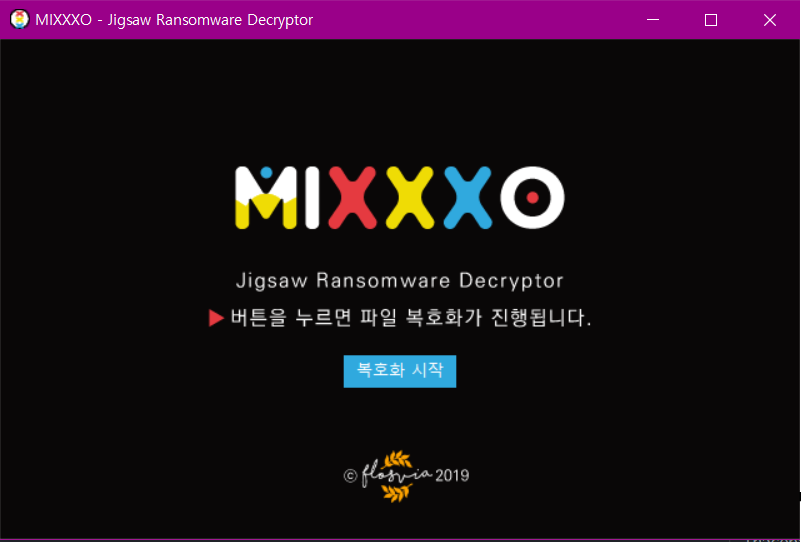 MIXXXO - Jigsaw Ransomware Decryptor
MIXXXO
Jigsaw Ransomware Decryptor
▶ 버튼을 누르면 파일 복호화가 진행됩니다.
복호화 시작
© flosvia 2019